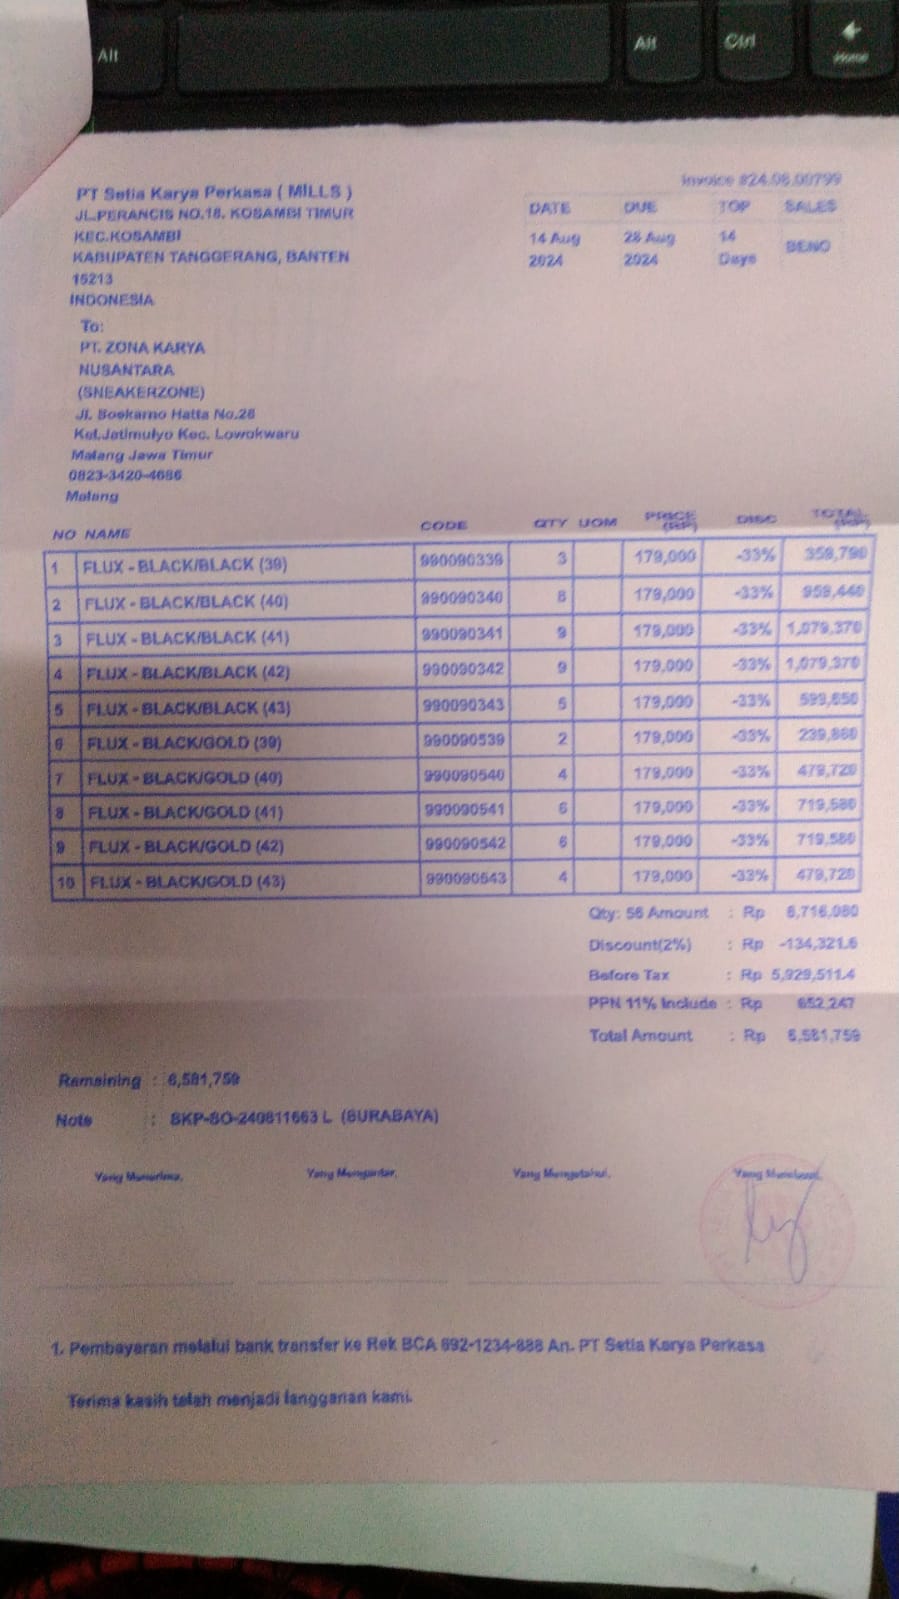 Alt
Alt
Ctrl
Home
Invoice #24.08.00799
PT Setia Karya Perkasa ( MILLS )
JL.PERANCIS NO.18. KOSAMBI TIMUR
KEC.KOSAMBI
KABUPATEN TANGGERANG, BANTEN
15213
INDONESIA
DATE DUE TOP SALES
14 Aug 2024 28 Aug 2024 14 Days BENO
To:
PT. ZONA KARYA
NUSANTARA
(SNEAKERZONE)
Jl. Soekarno Hatta No.28
Kel.Jatimulyo Kec. Lowokwaru
Malang Jawa Timur
0823-3420-4686
Malang
NO NAME CODE QTY UOM PRICE (RP) DISC TOTAL (RP)
1 FLUX - BLACK/BLACK (39) 990090339 3 179,000 -33% 359,790
2 FLUX - BLACK/BLACK (40) 990090340 8 179,000 -33% 959,440
3 FLUX - BLACK/BLACK (41) 990090341 9 179,000 -33% 1,079,370
4 FLUX - BLACK/BLACK (42) 990090342 9 179,000 -33% 1,079,370
5 FLUX - BLACK/BLACK (43) 990090343 5 179,000 -33% 599,650
6 FLUX - BLACK/GOLD (39) 990090539 2 179,000 -33% 239,860
7 FLUX - BLACK/GOLD (40) 990090540 4 179,000 -33% 479,720
8 FLUX - BLACK/GOLD (41) 990090541 6 179,000 -33% 719,580
9 FLUX - BLACK/GOLD (42) 990090542 6 179,000 -33% 719,580
10 FLUX - BLACK/GOLD (43) 990090543 4 179,000 -33% 479,720
Qty: 56 Amount : Rp 6,716,080
Discount(2%) : Rp -134,321.6
Before Tax : Rp 5,929,511.4
PPN 11% Include : Rp 652,247
Total Amount : Rp 6,581,759
Remaining : 6,581,759
Note : SKP-SO-240811663 L (SURABAYA)
Yang Menerima, Yang Mengantar, Yang Mengetahui, Yang
1. Pembayaran melalui bank transfer ke Rek BCA 692-1234-888 An. PT Setia Karya Perkasa
Terima kasih telah menjadi langganan kami.